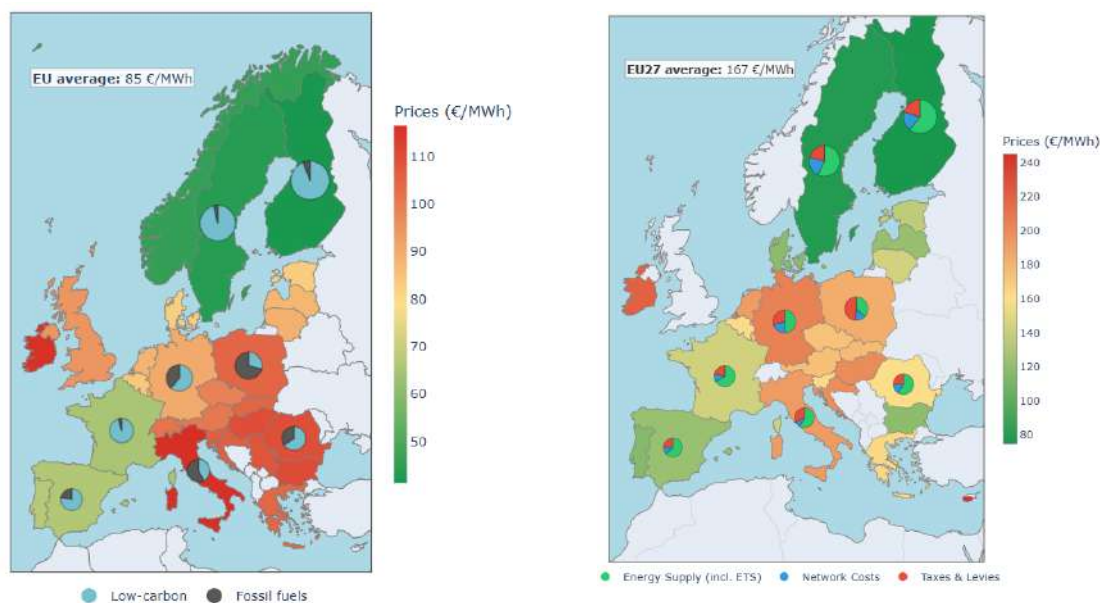 EU average: 85 €/MWh
Prices (€/MWh)
110
100
90
80
70
60
50
Low-carbon
Fossil fuels
EU27 average: 167 €/MWh
Prices (€/MWh)
240
220
200
180
160
140
120
100
80
Energy Supply (incl. ETS)
Network Costs
Taxes & Levies